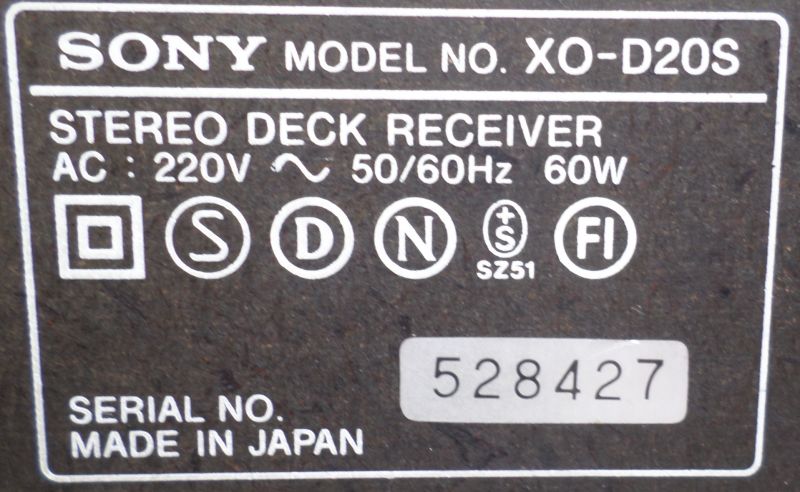 SONY MODEL NO. XO-D20S
STEREO DECK RECEIVER
AC : 220V ~ 50/60Hz 60W
S D N +S FI
SZ51
528427
SERIAL NO.
MADE IN JAPAN